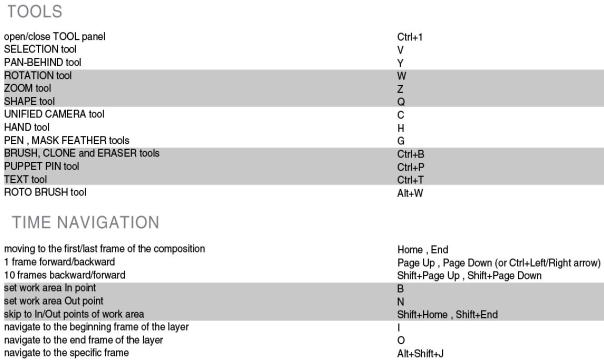 TOOLS
open/close TOOL panel Ctrl+1
SELECTION tool V
PAN-BEHIND tool Y
ROTATION tool W
ZOOM tool Z
SHAPE tool Q
UNIFIED CAMERA tool C
HAND tool H
PEN , MASK FEATHER tools G
BRUSH, CLONE and ERASER tools Ctrl+B
PUPPET PIN tool Ctrl+P
TEXT tool Ctrl+T
ROTO BRUSH tool Alt+W
TIME NAVIGATION
moving to the first/last frame of the composition Home , End
1 frame forward/backward Page Up , Page Down (or Ctrl+Left/Right arrow)
10 frames backward/forward Shift+Page Up , Shift+Page Down
set work area In point B
set work area Out point N
skip to In/Out points of work area Shift+Home , Shift+End
navigate to the beginning frame of the layer I
navigate to the end frame of the layer O
navigate to the specific frame Alt+Shift+J